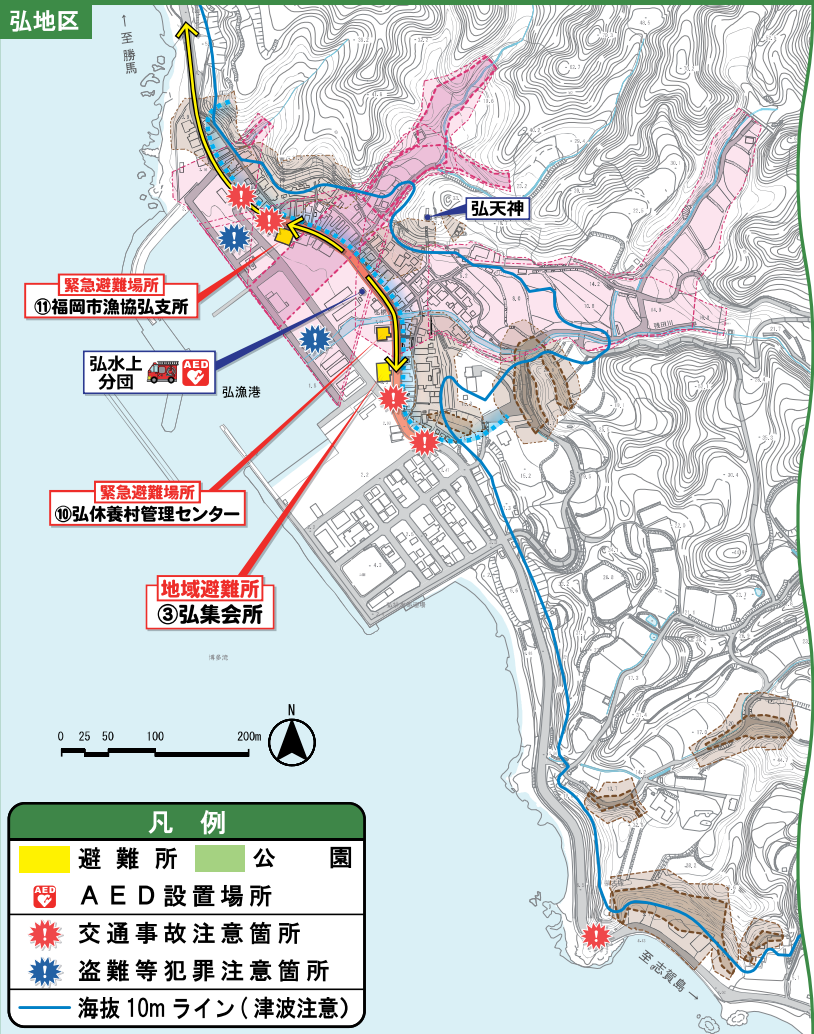 弘地区
↑至勝馬
弘天神
緊急避難場所
⑪福岡市漁協弘支所
弘水上
分団
AED
弘漁港
緊急避難場所
⑩弘休養村管理センター
地域避難所
③弘集会所
博多湾
0 25 50 100 200m
N
至志賀島→
凡例
避難所 公園
AED
AED設置場所
交通事故注意箇所
盗難等犯罪注意箇所
海抜10mライン(津波注意)